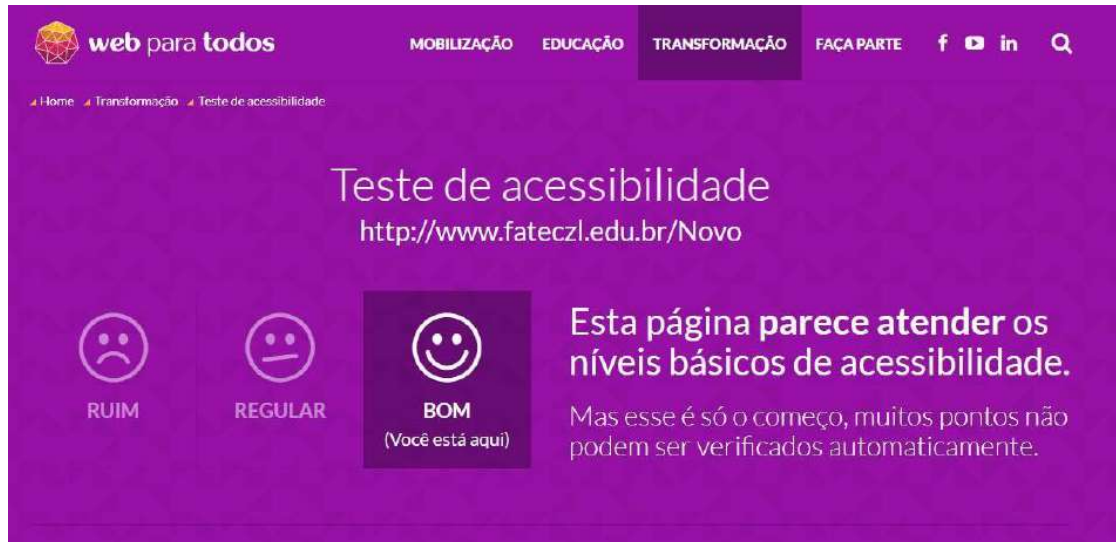 web para todos
MOBILIZAÇÃO EDUCAÇÃO TRANSFORMAÇÃO FAÇA PARTE f in
Home Transformação Teste de acessibilidade
Teste de acessibilidade
http://www.fateczl.edu.br/Novo
RUIM
REGULAR
BOM
(Você está aqui)
Esta página parece atender os
níveis básicos de acessibilidade.
Mas esse é só o começo, muitos pontos não
podem ser verificados automaticamente.